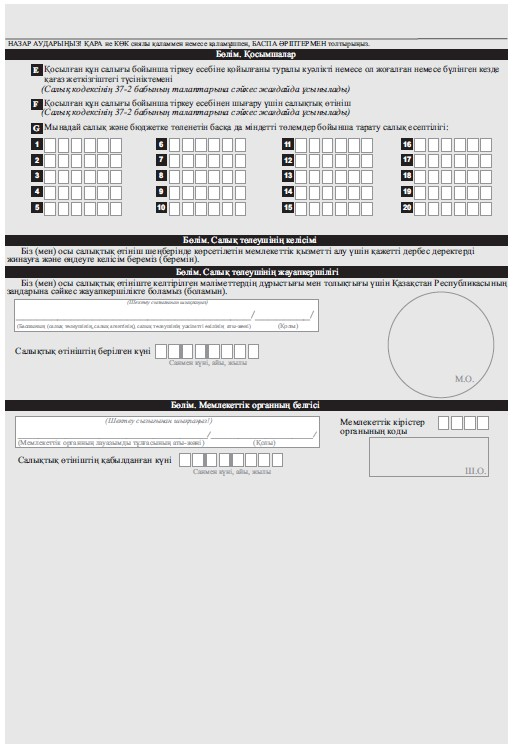 НАЗАР АУДАРЫҢЫЗ! ҚАРА не КӨК сиялы қаламмен немесе қаламұшпен, БАСПА ӘРІПТЕРМЕН толтырыңыз.
Бөлім. Қосымшалар
E Қосылған құн салығы бойынша тіркеу есебіне қойылғаны туралы куәлікті немесе ол жоғалған немесе бүлінген кезде
қағаз жеткізгіштегі түсініктемені
(Салық кодексінің 37-2 бабының талаптарына сәйкес жағдайда ұсынылады)
F Қосылған құн салығы бойынша тіркеу есебінен шығару үшін салықтық өтініш
(Салық кодексінің 37-2 бабының талаптарына сәйкес жағдайда ұсынылады)
G Мынадай салық және бюджетке төленетін басқа да міндетті төлемдер бойынша тарату салық есептілігі:
1 6 11 16
2 7 12 17
3 8 13 18
4 9 14 19
5 10 15 20
Бөлім. Салық төлеушінің келісімі
Біз (мен) осы салықтық өтініш шеңберінде көрсетілетін мемлекеттік қызметті алу үшін қажетті дербес деректерді
жинауға және өңдеуге келісім береміз (беремін).
Бөлім. Салық төлеушінің жауапкершілігі
Біз (мен) осы салықтық өтініште келтірілген мәліметтердің дұрыстығы мен толықтығы үшін Қазақстан Республикасының
заңдарына сәйкес жауапкершілікте боламыз (боламын).
(Шектеу сызығынан шықпаңыз)
(Басшының (салық төлеушінің, салық агентінің), салық төлеушінің уәкілетті өкілінің аты-жөні) (Қолы)
Салықтық өтініштің берілген күні
Санмен күні, айы, жылы
М.О.
Бөлім. Мемлекеттік органның белгісі
(Шектеу сызығынан шықпаңыз!)
(Мемлекеттік органның лауазымды тұлғасының аты-жөні) (Қолы)
Мемлекеттік кірістер
органының коды
Салықтық өтініштің қабылданған күні
Санмен күні, айы, жылы
Ш.О.